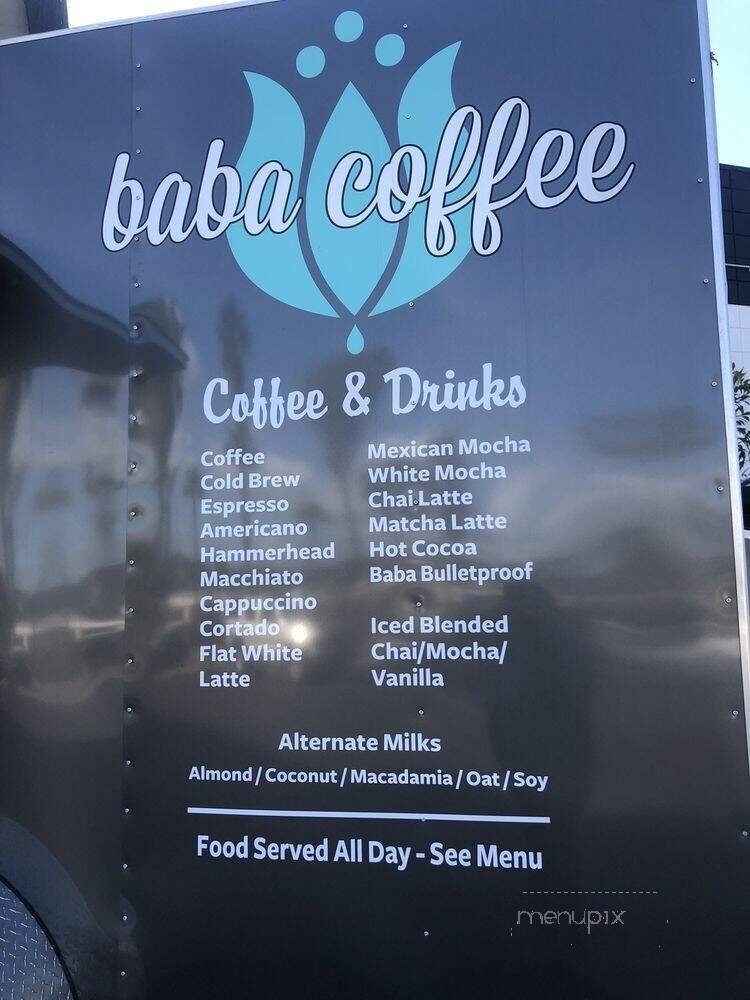 baba coffee
Coffee & Drinks
Coffee
Cold Brew
Espresso
Americano
Hammerhead
Macchiato
Cappuccino
Cortado
Flat White
Latte
Mexican Mocha
White Mocha
Chai Latte
Matcha Latte
Hot Cocoa
Baba Bulletproof
Iced Blended
Chai/Mocha/
Vanilla
Alternate Milks
Almond / Coconut / Macadamia / Oat / Soy
Food Served All Day - See Menu
menupix